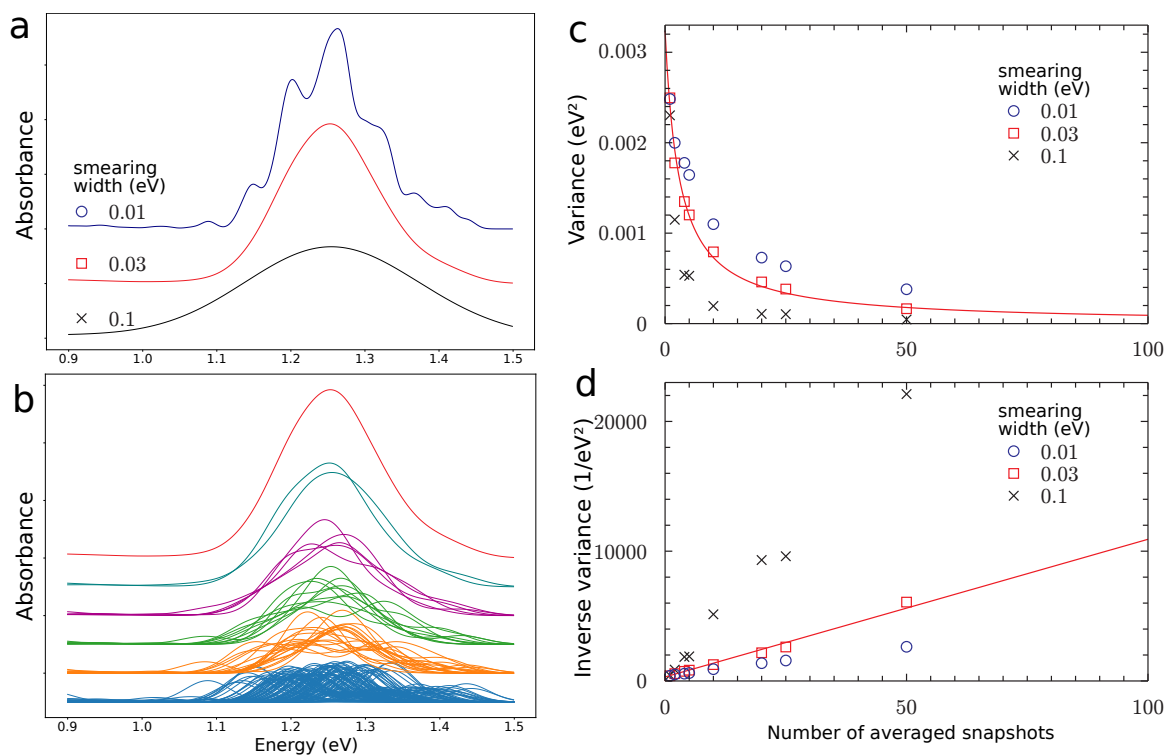 a
Absorbance
smearing
width (eV)
0.01
0.03
0.1
0.9 1.0 1.1 1.2 1.3 1.4 1.5
b
Absorbance
0.9 1.0 1.1 1.2 1.3 1.4 1.5
Energy (eV)
c
Variance (eV²)
0.003
0.002
0.001
0
0 50 100
smearing
width (eV)
0.01
0.03
0.1
d
Inverse variance (1/eV²)
20000
10000
0
0 50 100
smearing
width (eV)
0.01
0.03
0.1
Number of averaged snapshots